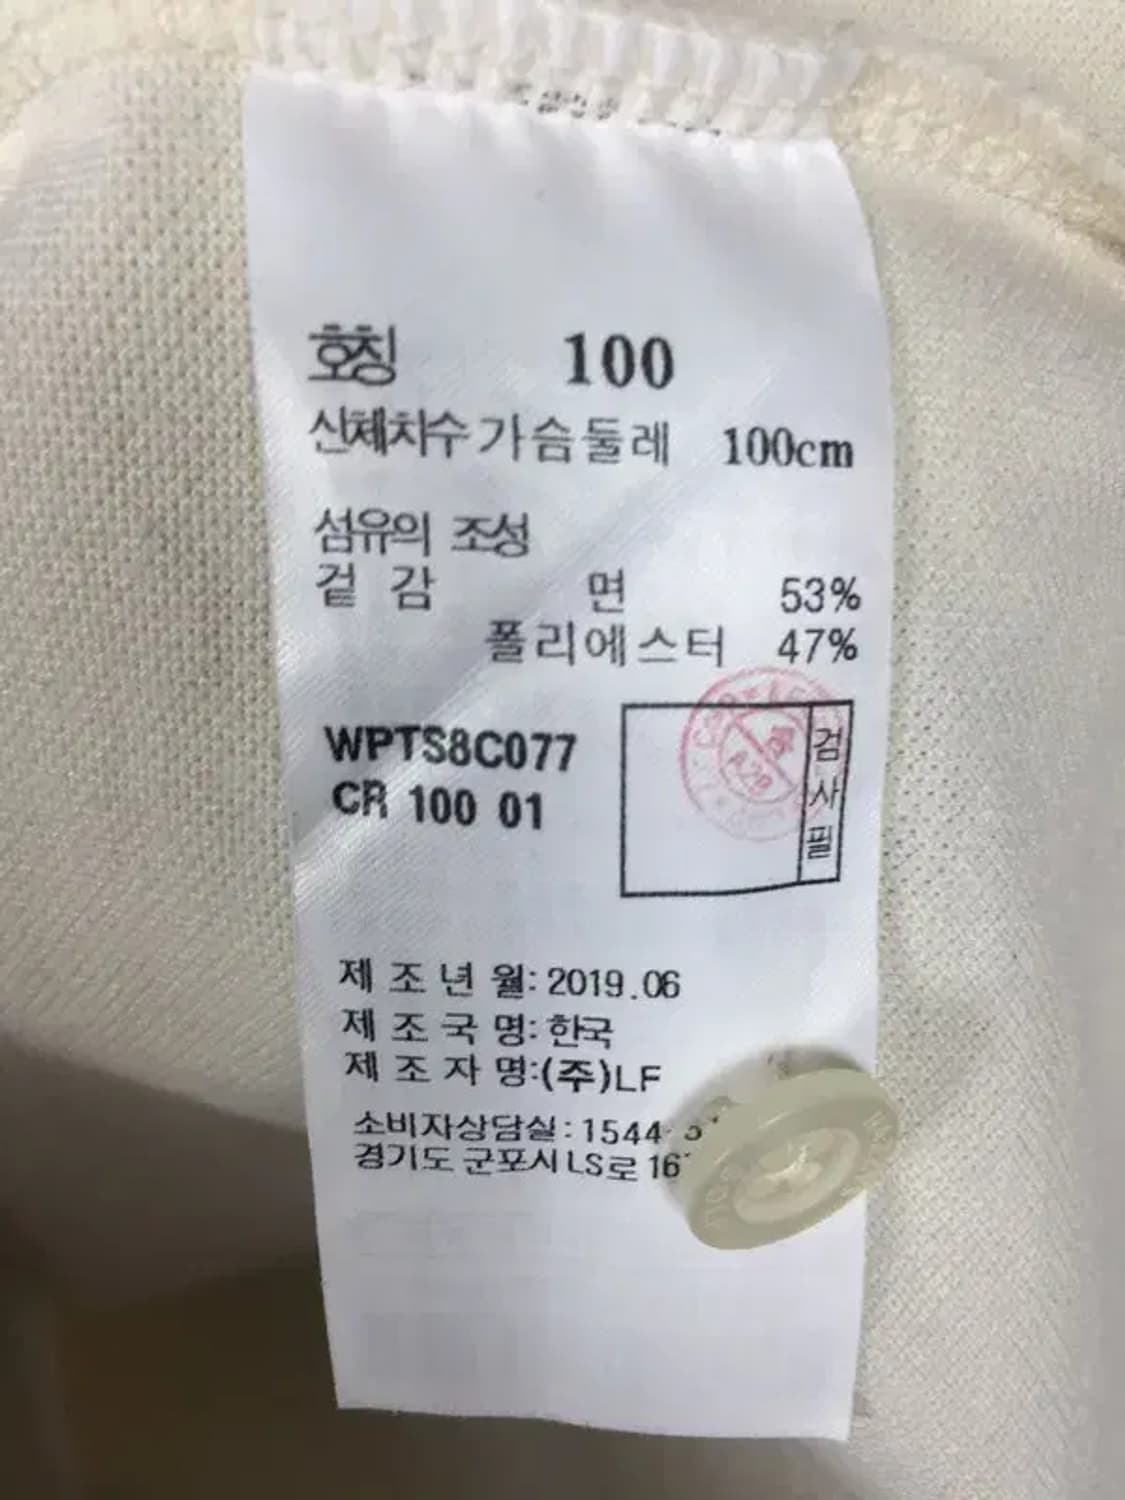 호칭 100
신체치수 가슴둘레 100cm
섬유의 조성
겉 감 면 53%
폴리에스터 47%
WPTS8C077
CR 100 01
검
사
필
A28
제 조 년 월: 2019.06
제 조 국 명: 한국
제 조 자 명:(주)LF
소비자상담실: 1544
경기도 군포시 LS로